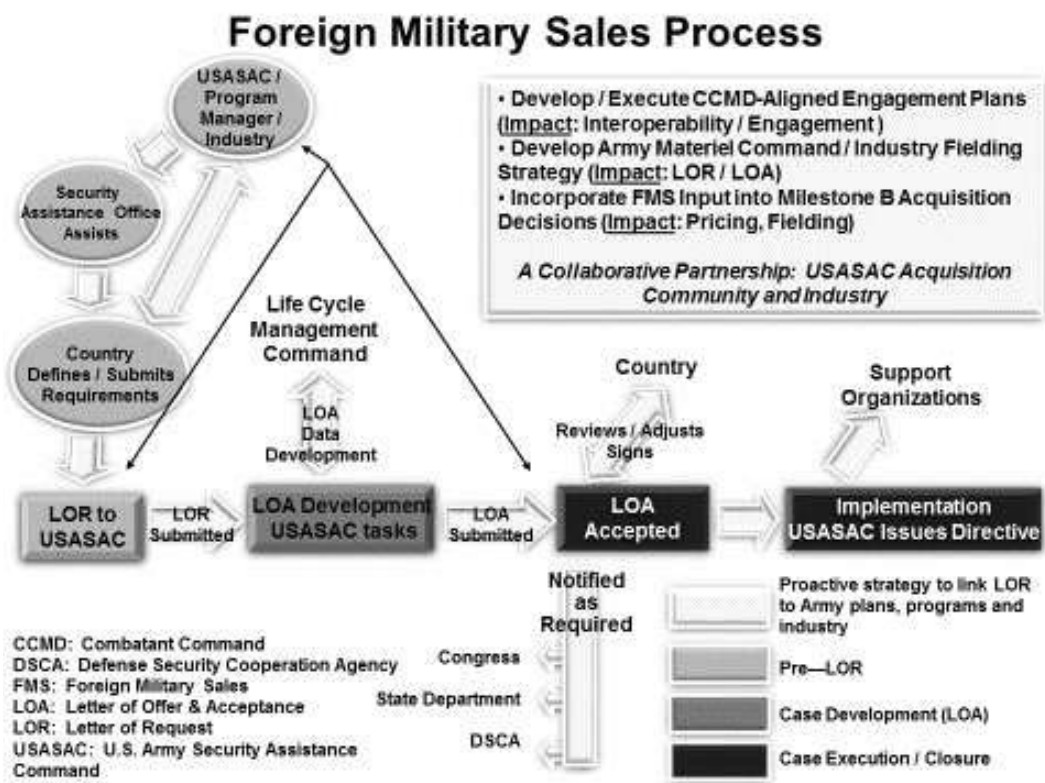 Foreign Military Sales Process
USASAC /
Program
Manager /
Industry
• Develop / Execute CCMD-Aligned Engagement Plans
(Impact: Interoperability / Engagement )
• Develop Army Materiel Command / Industry Fielding
Strategy (Impact: LOR / LOA)
• Incorporate FMS Input into Milestone B Acquisition
Decisions (Impact: Pricing, Fielding)
A Collaborative Partnership: USASAC Acquisition
Community and Industry
Security
Assistance Office
Assists
Country
Defines / Submits
Requirements
Life Cycle
Management
Command
LOA
Data
Development
Country
Reviews / Adjusts
Signs
Support
Organizations
LOR to
USASAC
LOR
Submitted
LOA Development
USASAC tasks
LOA
Submitted
LOA
Accepted
Implementation
USASAC Issues Directive
Notified
as
Required
Congress
State Department
DSCA
CCMD: Combatant Command
DSCA: Defense Security Cooperation Agency
FMS: Foreign Military Sales
LOA: Letter of Offer & Acceptance
LOR: Letter of Request
USASAC: U.S. Army Security Assistance
Command
Proactive strategy to link LOR
to Army plans, programs and
industry
Pre—LOR
Case Development (LOA)
Case Execution / Closure